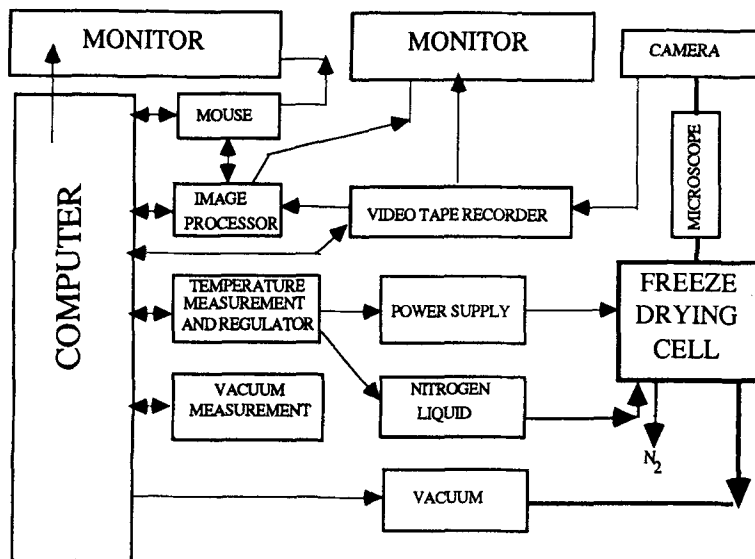 MONITOR
MONITOR
CAMERA
MOUSE
MICROSCOPE
IMAGE
PROCESSOR
VIDEO TAPE RECORDER
COMPUTER
TEMPERATURE
MEASUREMENT
AND REGULATOR
POWER SUPPLY
FREEZE
DRYING
CELL
VACUUM
MEASUREMENT
NITROGEN
LIQUID
N2
VACUUM